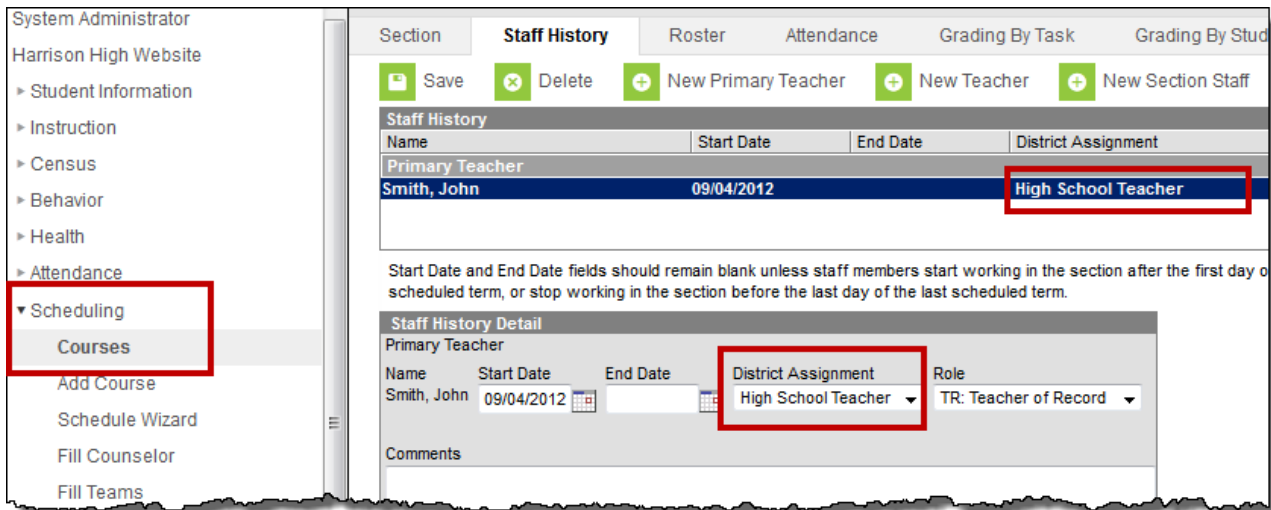 System Administrator
Harrison High Website
Student Information
Instruction
Census
Behavior
Health
Attendance
Scheduling
Courses
Add Course
Schedule Wizard
Fill Counselor
Fill Teams
Section Staff History Roster Attendance Grading By Task Grading By Stud
Save Delete New Primary Teacher New Teacher New Section Staff
Staff History
Name Start Date End Date District Assignment
Primary Teacher
Smith, John 09/04/2012 High School Teacher
Start Date and End Date fields should remain blank unless staff members start working in the section after the first day o
scheduled term, or stop working in the section before the last day of the last scheduled term.
Staff History Detail
Primary Teacher
Name Start Date End Date District Assignment Role
Smith, John 09/04/2012 High School Teacher TR: Teacher of Record
Comments